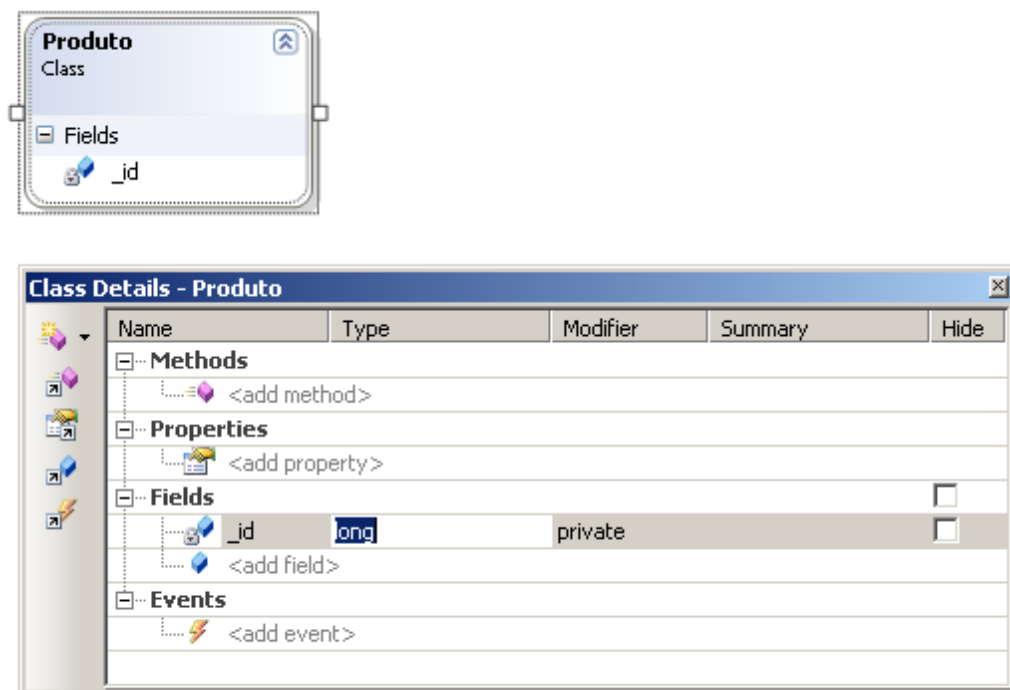 Produto
Class
Fields
_id
Class Details - Produto
Name Type Modifier Summary Hide
Methods
<add method>
Properties
<add property>
Fields
_id long private
<add field>
Events
<add event>